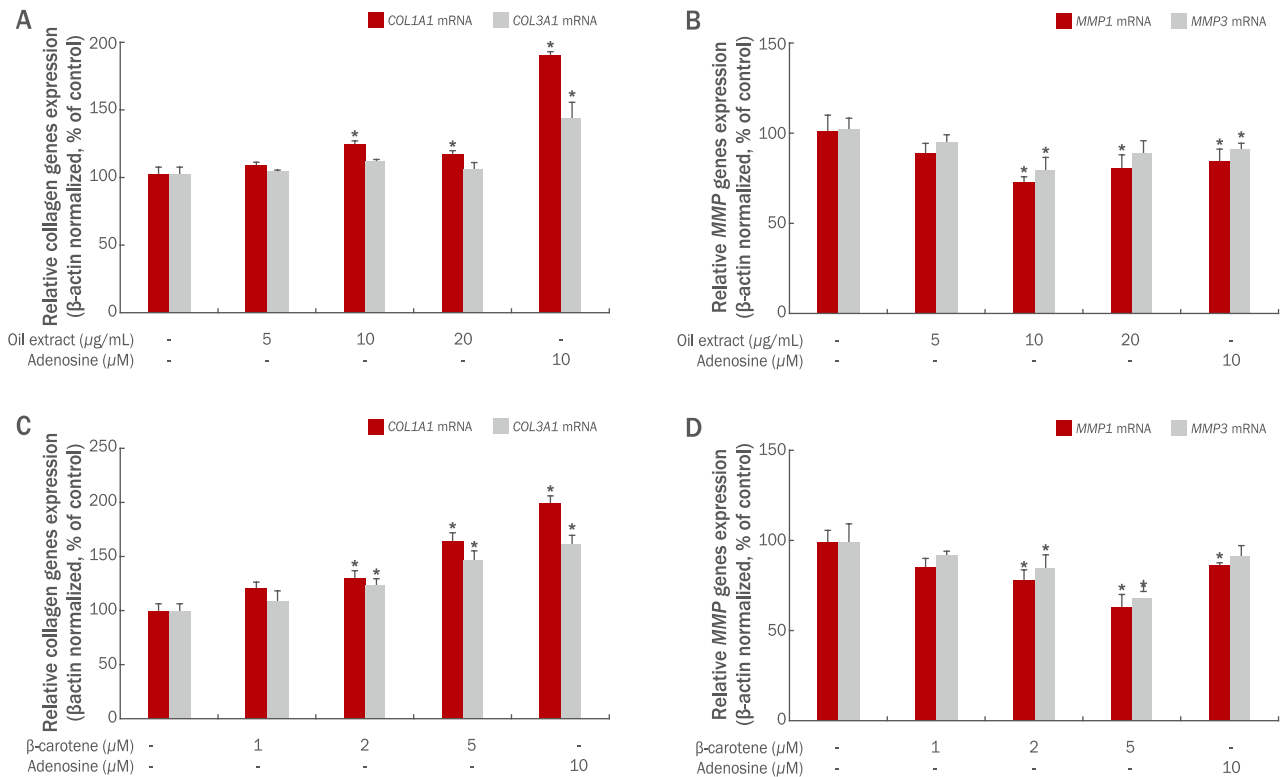 A
COL1A1 mRNA COL3A1 mRNA
Relative collagen genes expression
(β-actin normalized, % of control)
200
150
100
50
0
* * * *
Oil extract (µg/mL) - 5 10 20 -
Adenosine (µM) - - - - 10
B
MMP1 mRNA MMP3 mRNA
Relative MMP genes expression
(β-actin normalized, % of control)
150
100
50
0
* * * * *
Oil extract (µg/mL) - 5 10 20 -
Adenosine (µM) - - - - 10
C
COL1A1 mRNA COL3A1 mRNA
Relative collagen genes expression
(βactin normalized, % of control)
250
200
150
100
50
0
* * * * * *
β-carotene (µM) - 1 2 5 -
Adenosine (µM) - - - - 10
D
MMP1 mRNA MMP3 mRNA
Relative MMP genes expression
(β-actin normalized, % of control)
150
100
50
0
* * * * *
β-carotene (µM) - 1 2 5 -
Adenosine (µM) - - - - 10